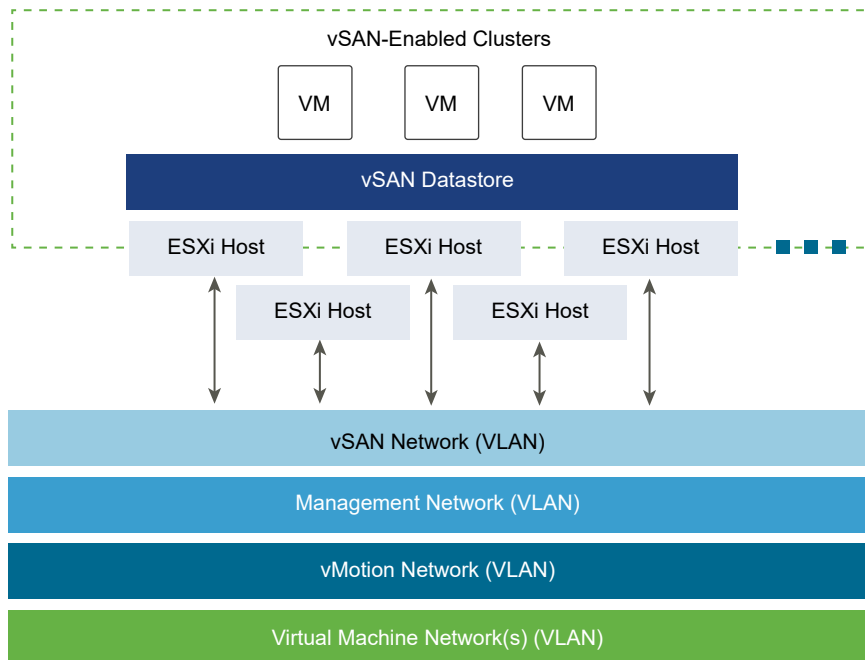 vSAN-Enabled Clusters
VM
VM
VM
vSAN Datastore
ESXi Host
ESXi Host
ESXi Host
ESXi Host
ESXi Host
vSAN Network (VLAN)
Management Network (VLAN)
vMotion Network (VLAN)
Virtual Machine Network(s) (VLAN)